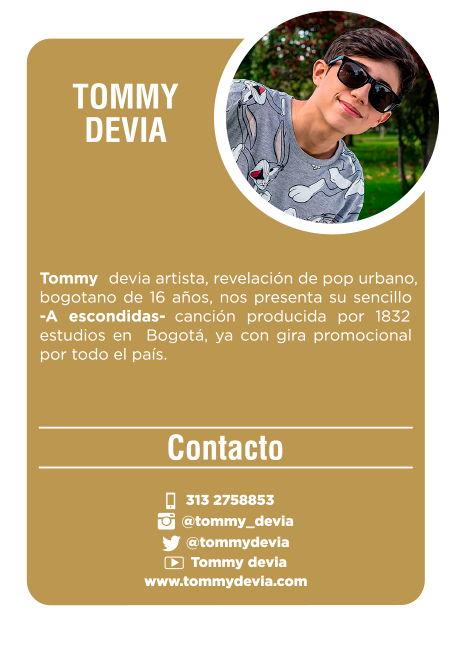 TOMMY
DEVIA
Tommy devia artista, revelación de pop urbano,
bogotano de 16 años, nos presenta su sencillo
-A escondidas- canción producida por 1832
estudios en Bogotá, ya con gira promocional
por todo el país.
Contacto
313 2758853
@tommy_devia
@tommydevia
Tommy devia
www.tommydevia.com